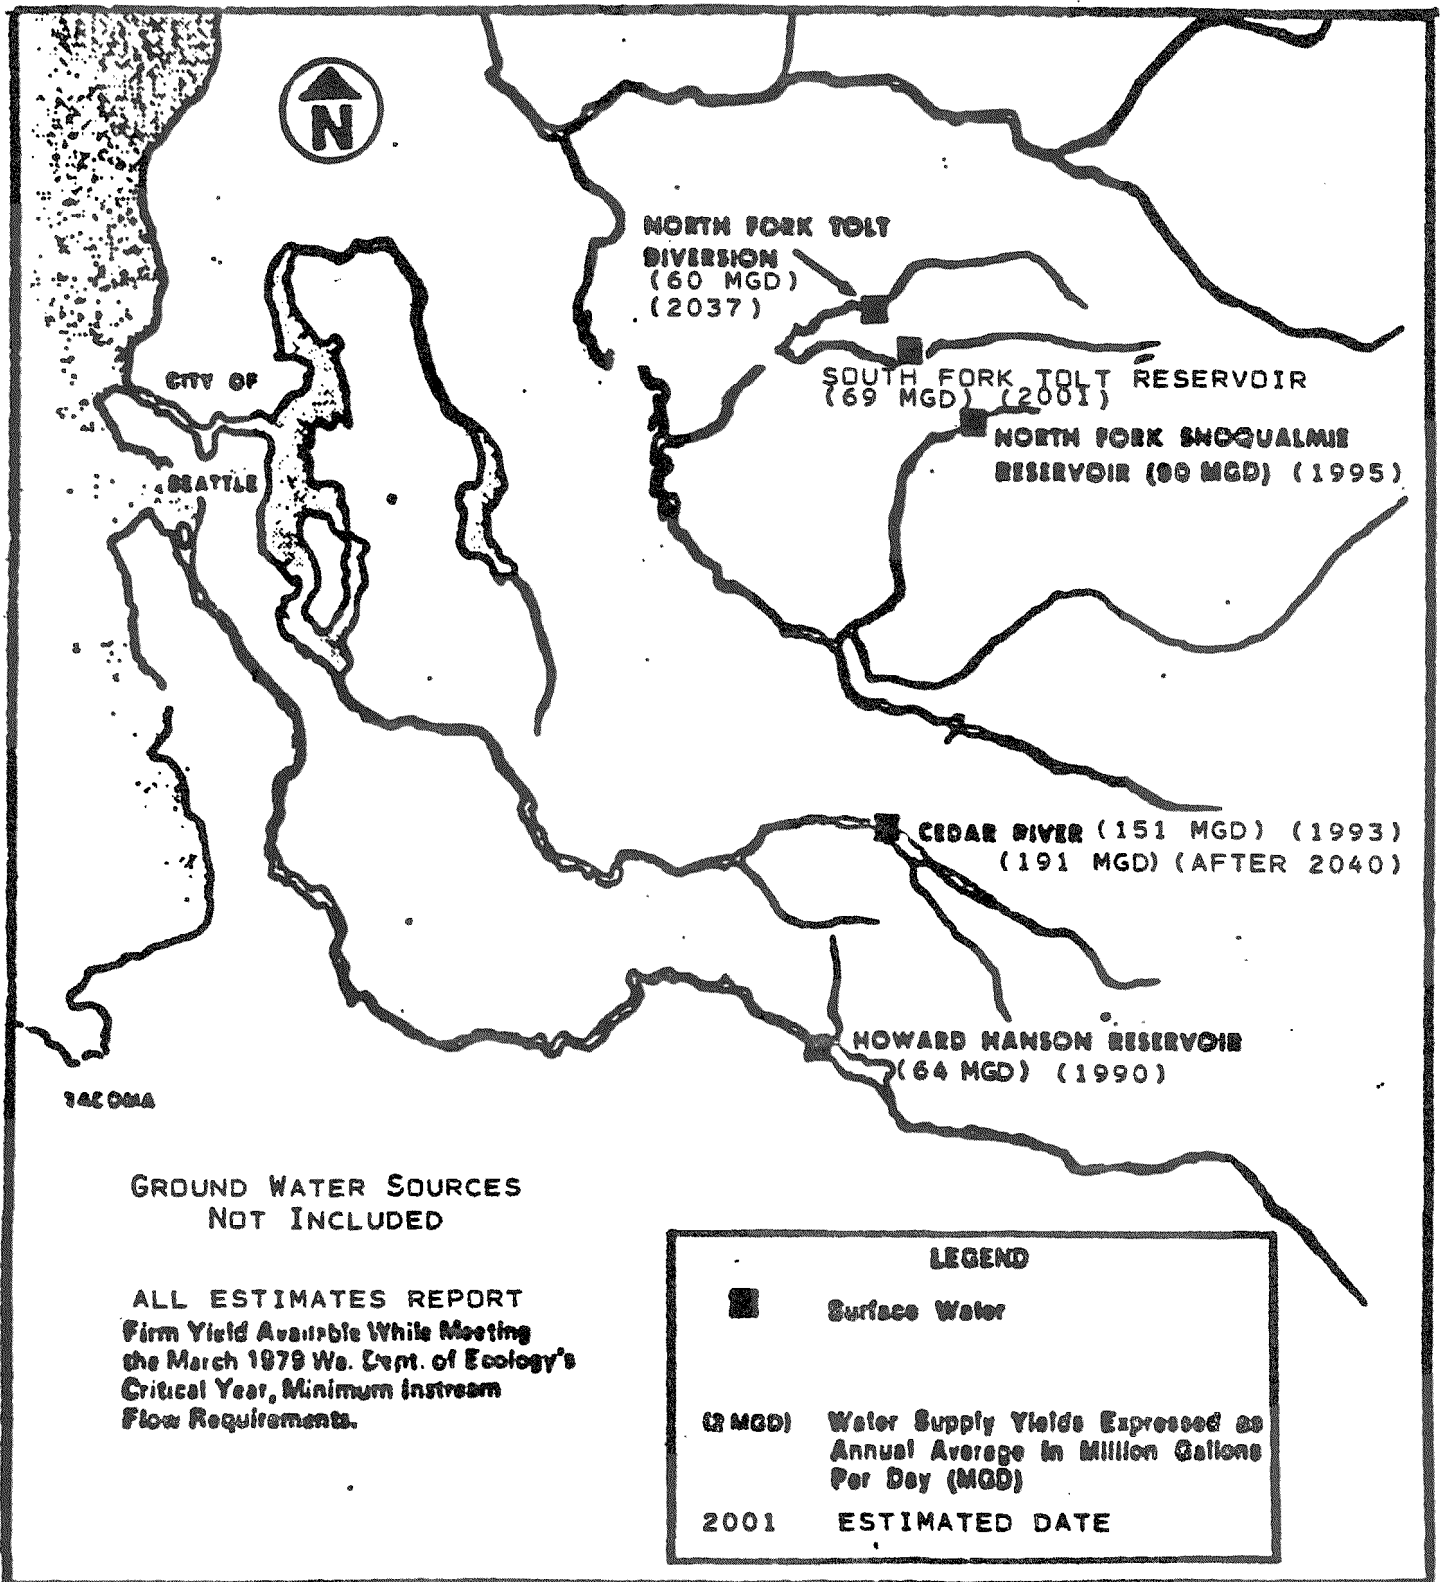 N
NORTH FORK TOLT
DIVERSION
(60 MGD)
(2037)
CITY OF
SEATTLE
SOUTH FORK TOLT RESERVOIR
(69 MGD) (2001)
NORTH FORK SNOQUALMIE
RESERVOIR MGD) (1995)
CEDAR RIVER (151 MGD) (1993)
(191 MGD) (AFTER 2040)
HOWARD HANSON RESERVOIR
(64 MGD) (1990)
TACOMA
GROUND WATER SOURCES
NOT INCLUDED
ALL ESTIMATES REPORT
Firm Yield Available While Meeting
the March 1979 Wa. Dept. of Ecology's
Critical Year, Minimum Instream
Flow Requirements.
LEGEND
Surface Water
MGD) Water Supply Yields Expressed as
Annual Average in Million Gallons
Per Day (MGD)
2001 ESTIMATED DATE